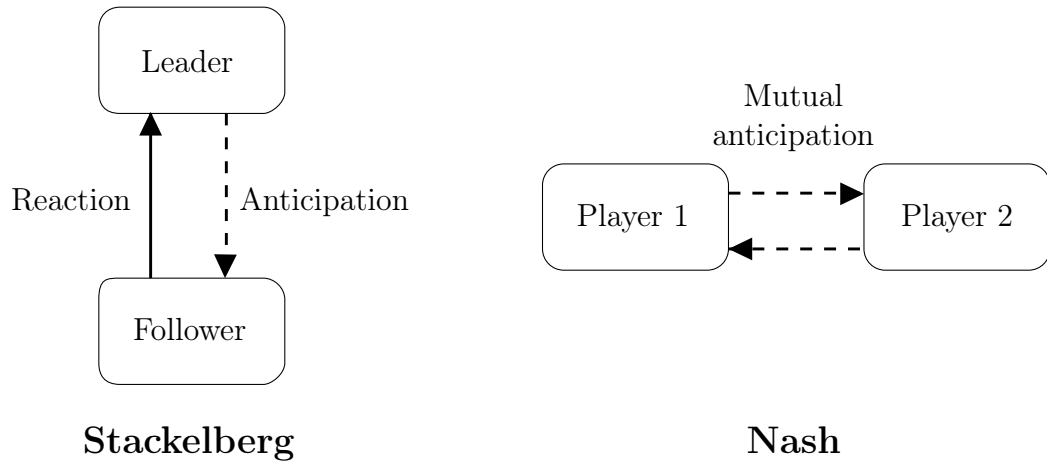 Leader
Reaction
Anticipation
Follower
Stackelberg
Mutual
anticipation
Player 1
Player 2
Nash